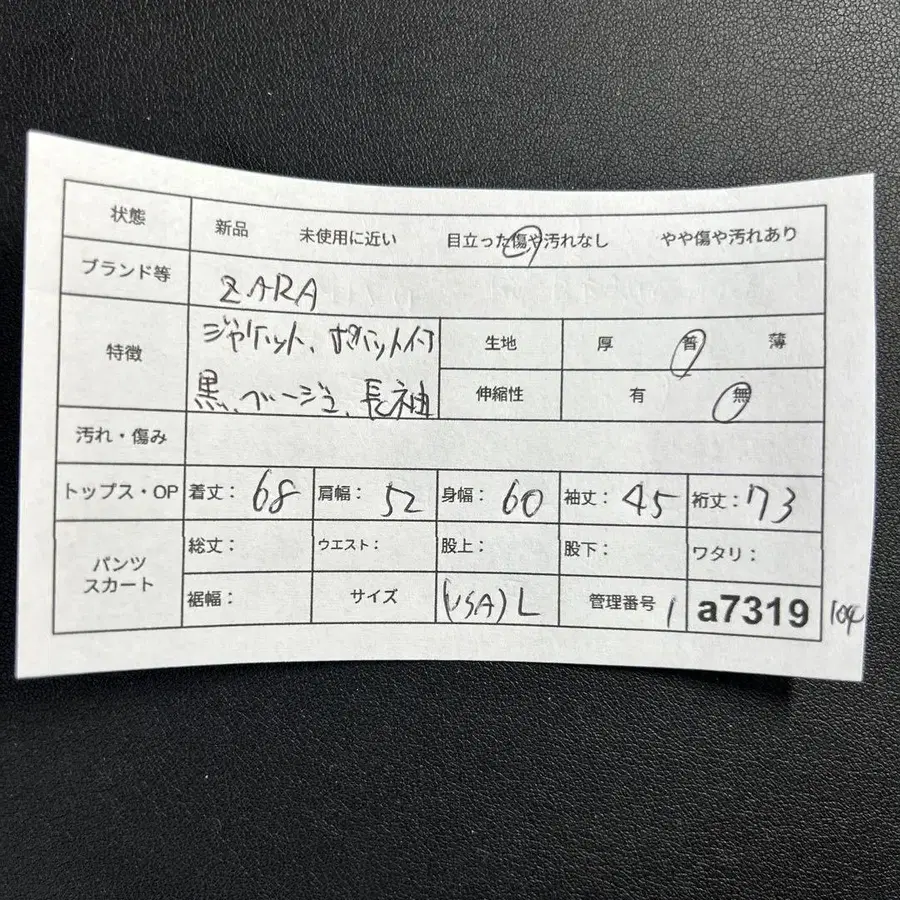 状態 新品 未使用に近い 目立った傷や汚れなし やや傷や汚れあり
ブランド等 ZARA
特徴 ジャケット、ポケット付 生地 厚 普 薄
黒、ベージュ、長袖 伸縮性 有 無
汚れ・傷み
トップス・OP 着丈: 68 肩幅: 52 身幅: 60 袖丈: 45 裄丈: 73
パンツ スカート 総丈: ウエスト: 股上: 股下: ワタリ:
裾幅: サイズ (USA) L 管理番号 1 a7319 104